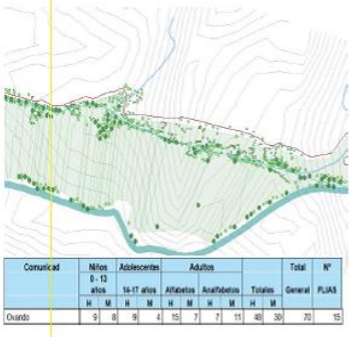 Comunidad Niños Adolescentes Adultos Total N°
0 - 13
años 14-17 años Alfabetos Analfabetos Totales General FLIAS
H M H M H M H M H M
Ovando 9 8 9 4 15 7 7 11 40 30 70 15